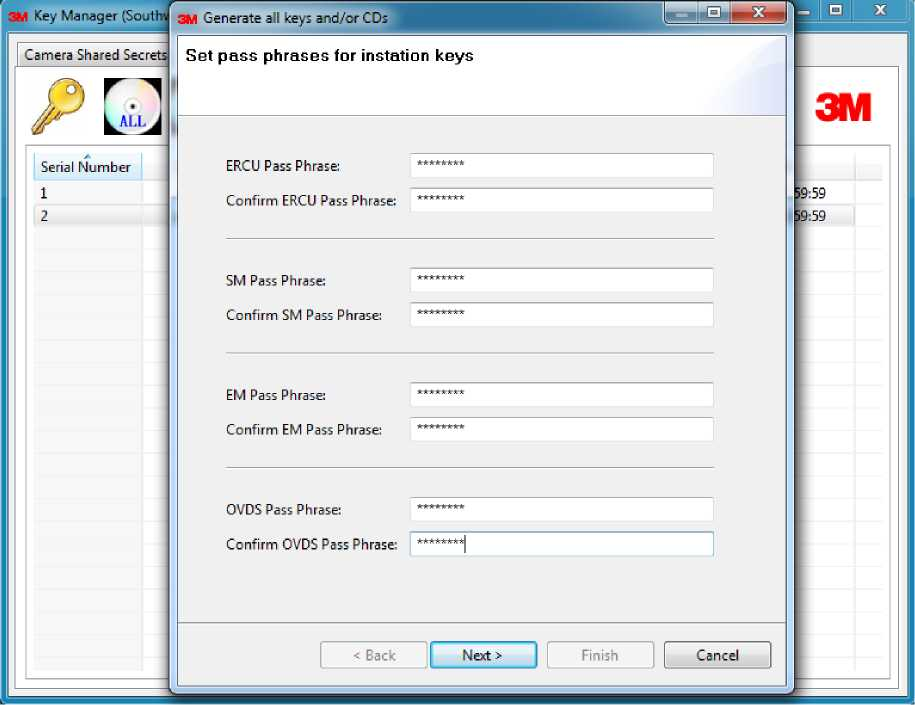 3M Key Manager (Southw
3M Generate all keys and/or CDs
Set pass phrases for instation keys
Camera Shared Secrets
ALL
3M
Serial Number
1
59:59
2
59:59
ERCU Pass Phrase: ********
Confirm ERCU Pass Phrase: ********
SM Pass Phrase: ********
Confirm SM Pass Phrase: ********
EM Pass Phrase: ********
Confirm EM Pass Phrase: ********
OVDS Pass Phrase: ********
Confirm OVDS Pass Phrase: ********
< Back Next > Finish Cancel